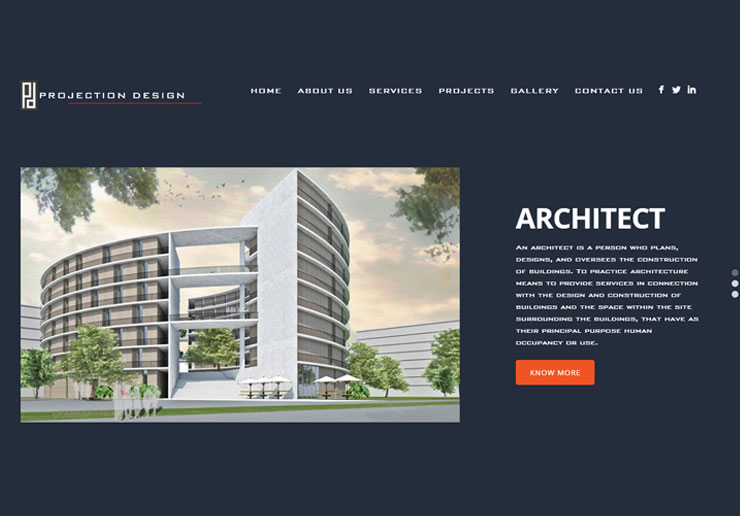 PROJECTION DESIGN
HOME ABOUT US SERVICES PROJECTS GALLERY CONTACT US
ARCHITECT
An architect is a person who plans,
designs, and oversees the construction
of buildings. To practice architecture
means to provide services in connection
with the design and construction of
buildings and the space within the site
surrounding the buildings, that have as
their principal purpose human
occupancy or use.
KNOW MORE